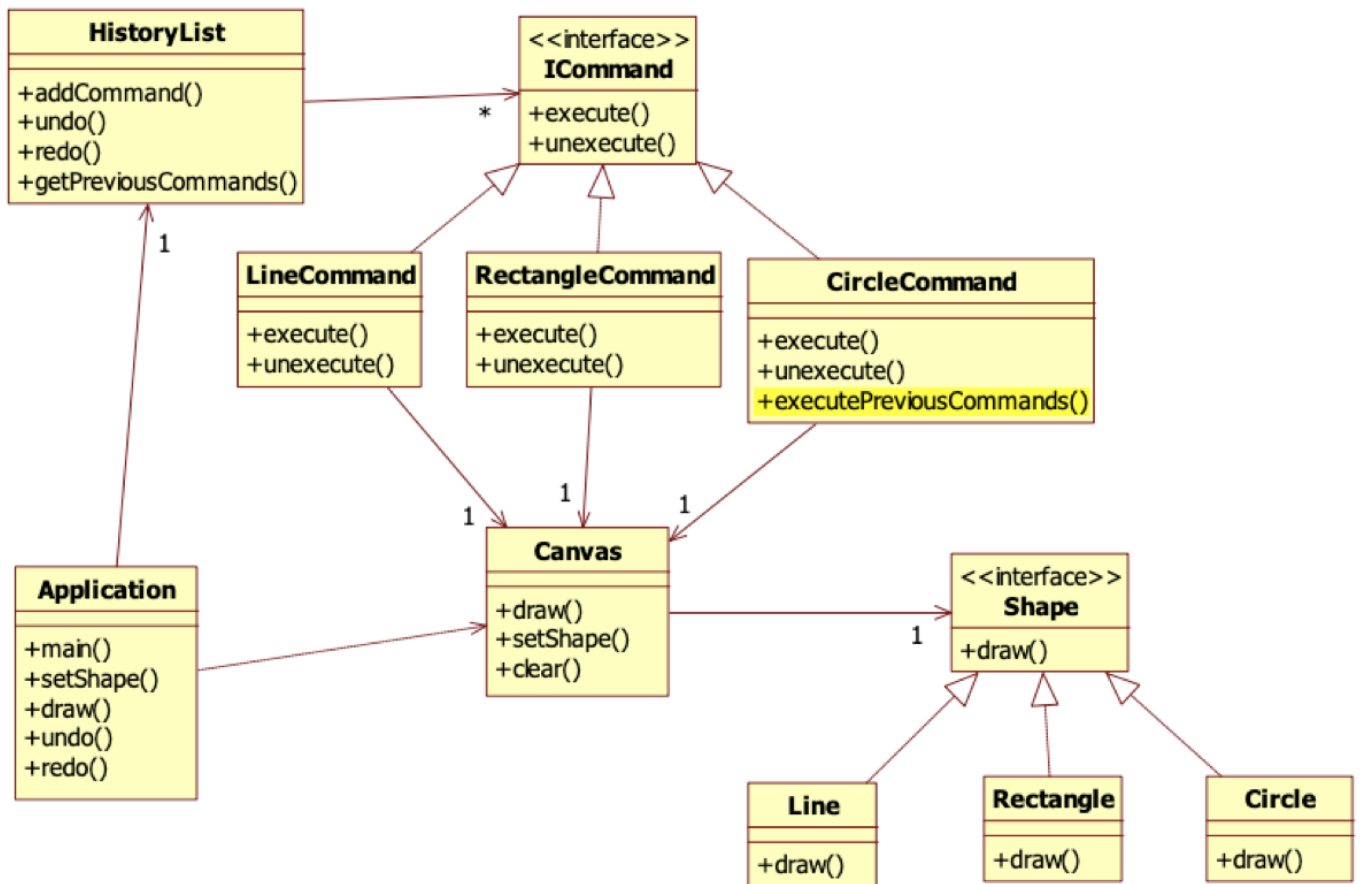 HistoryList
+addCommand()
+undo()
+redo()
+getPreviousCommands()
<<interface>>
ICommand
+execute()
+unexecute()
*
1
LineCommand
+execute()
+unexecute()
RectangleCommand
+execute()
+unexecute()
CircleCommand
+execute()
+unexecute()
+executePreviousCommands()
1
1
1
Application
+main()
+setShape()
+draw()
+undo()
+redo()
Canvas
+draw()
+setShape()
+clear()
1
<<interface>>
Shape
+draw()
Line
+draw()
Rectangle
+draw()
Circle
+draw()